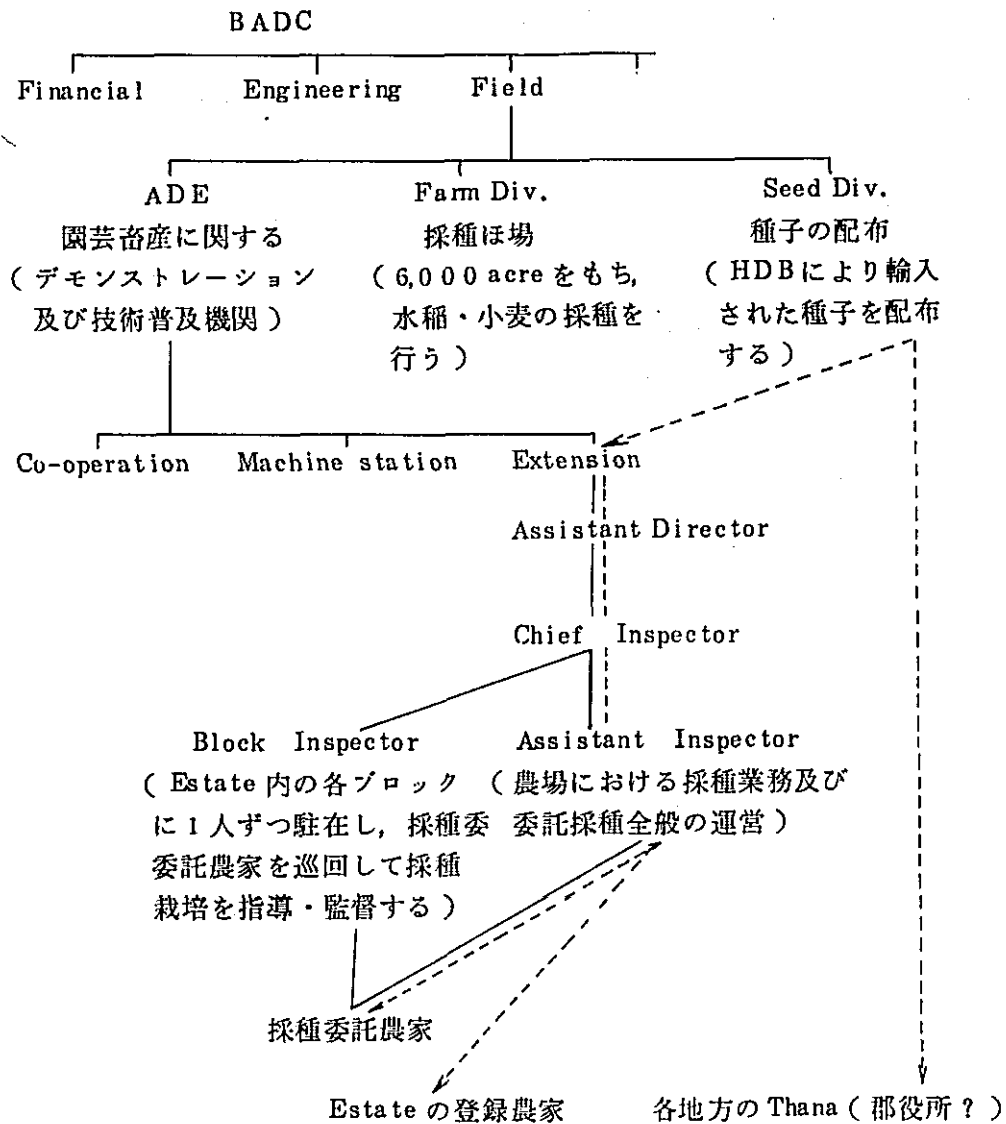 BADC
Financial Engineering Field
ADE Farm Div. Seed Div.
園芸畜産に関する 採種ほ場 種子の配布
(デモンストレーション (6,000 acreをもち, (HDBにより輸入
及び技術普及機関) 水稲・小麦の採種を された種子を配布
行う) する)
Co-operation Machine station Extension
Assistant Director
Chief Inspector
Block Inspector Assistant Inspector
(Estate内の各ブロック (農場における採種業務及び
に1人ずつ駐在し, 採種委 委託採種全般の運営)
委託農家を巡回して採種
栽培を指導・監督する)
採種委託農家
Estateの登録農家 各地方のThana(郡役所?)